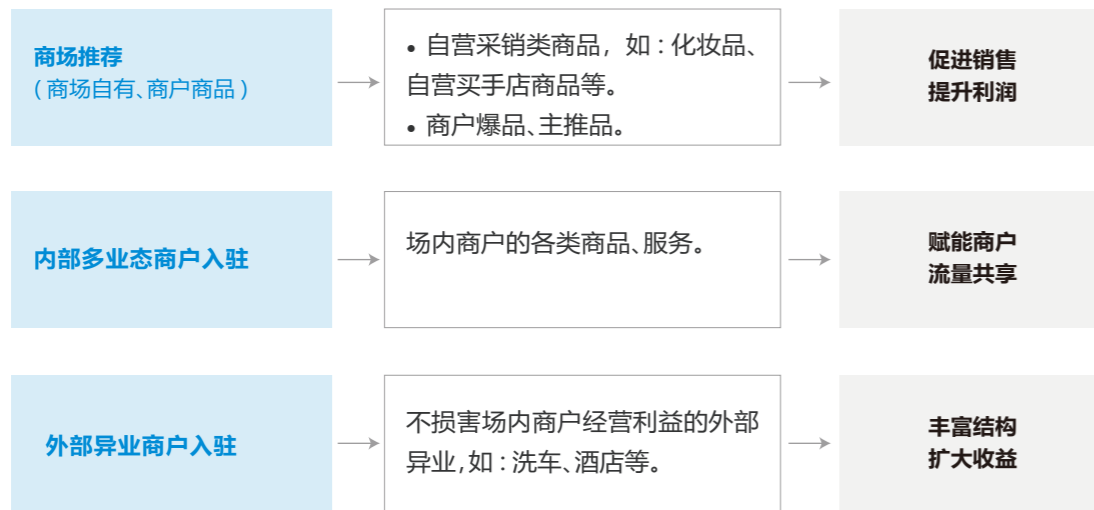 商场推荐
(商场自有、商户商品)
• 自营采销类商品，如：化妆品、
自营买手店商品等。
• 商户爆品、主推品。
促进销售
提升利润
内部多业态商户入驻
场内商户的各类商品、服务。
赋能商户
流量共享
外部异业商户入驻
不损害场内商户经营利益的外部
异业,如：洗车、酒店等。
丰富结构
扩大收益